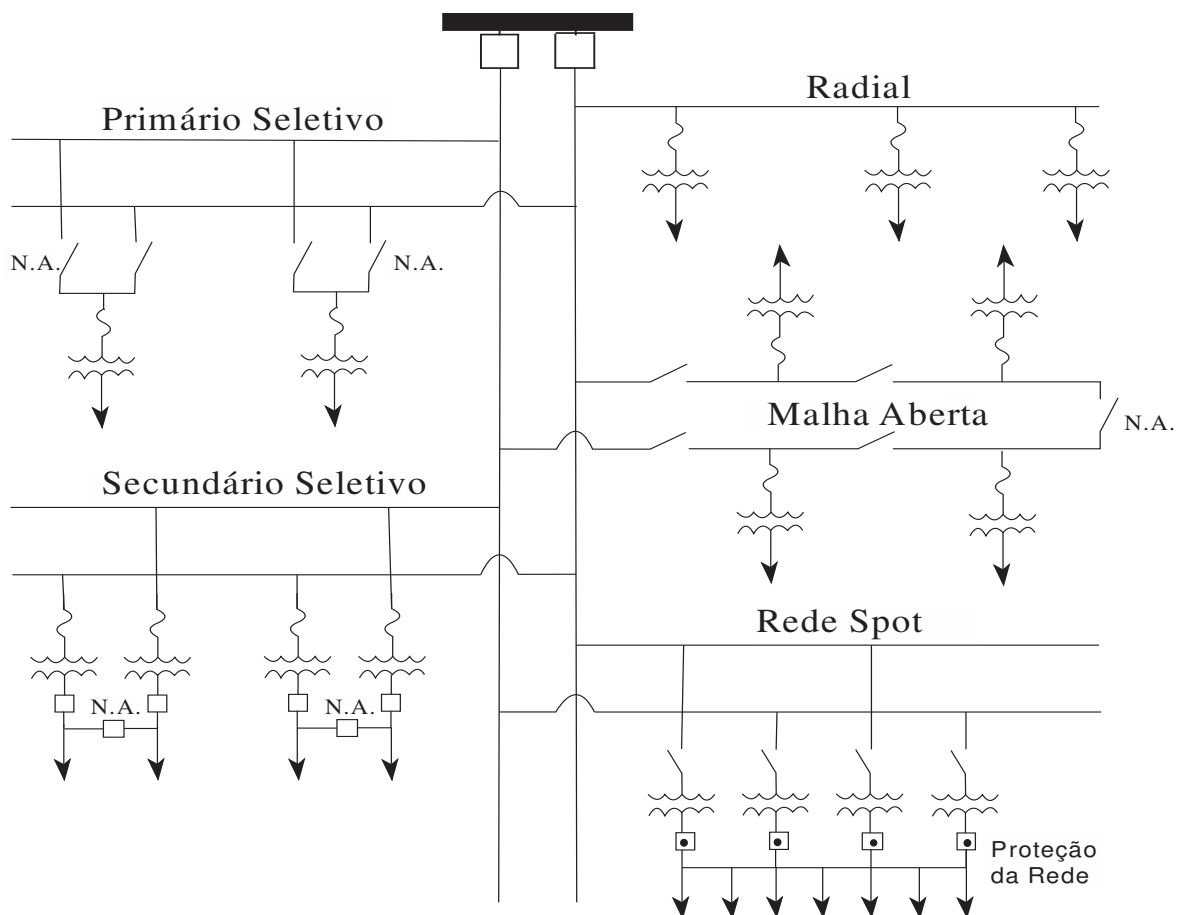 Radial
Primário Seletivo
N.A.
N.A.
Malha Aberta
N.A.
Secundário Seletivo
Rede Spot
N.A.
N.A.
Proteção
da Rede